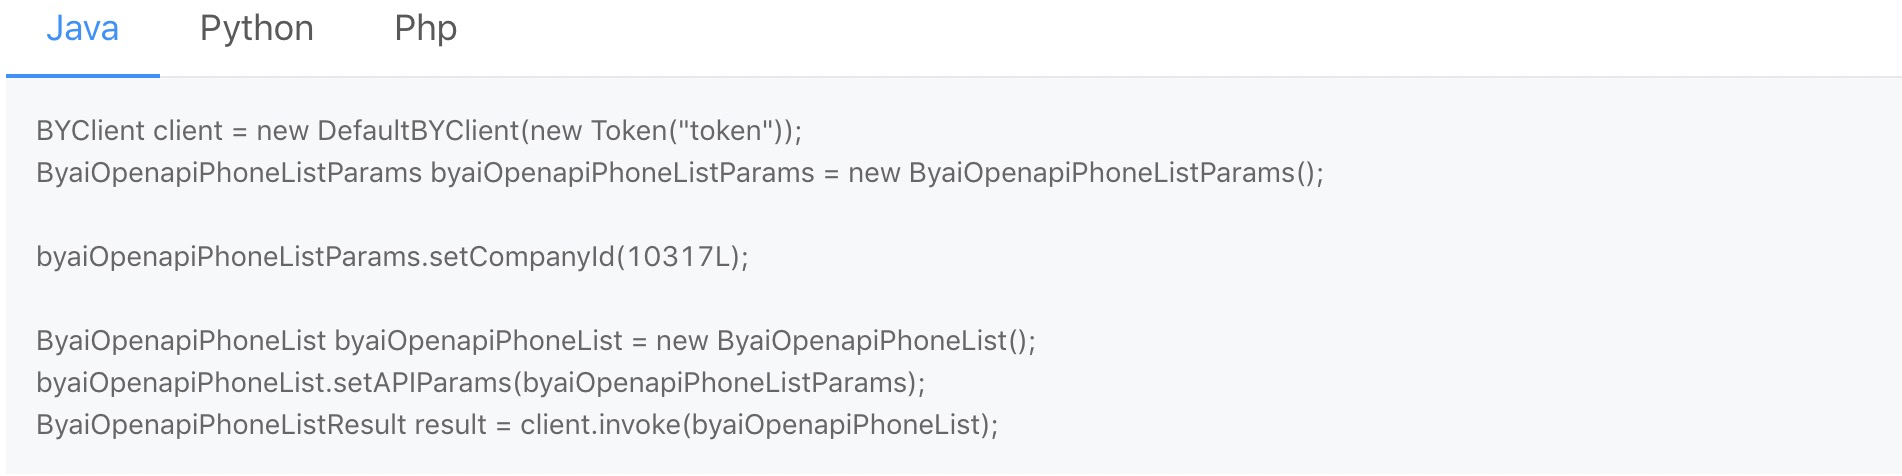 Java Python Php
BYClient client = new DefaultBYClient(new Token("token"));
ByaiOpenapiPhoneListParams byaiOpenapiPhoneListParams = new ByaiOpenapiPhoneListParams();
byaiOpenapiPhoneListParams.setCompanyId(10317L);
ByaiOpenapiPhoneList byaiOpenapiPhoneList = new ByaiOpenapiPhoneList();
byaiOpenapiPhoneList.setAPIParams(byaiOpenapiPhoneListParams);
ByaiOpenapiPhoneListResult result = client.invoke(byaiOpenapiPhoneList);